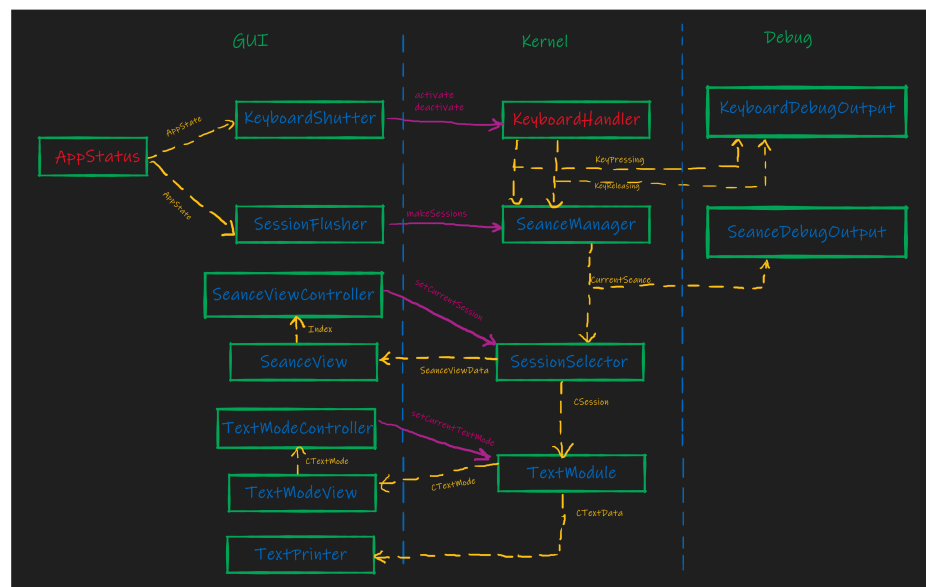 GUI
Kernel
Debug
KeyboardShutter
activate
deactivate
KeyboardHandler
KeyboardDebugOutput
AppState
AppStatus
KeyPressing
KeyReleasing
AppState
SessionFlusher
makeSessions
SeanceManager
SeanceDebugOutput
SeanceViewController
setCurrentSession
CurrentSeance
Index
SeanceView
SeanceViewData
SessionSelector
CSession
TextModeController
setCurrentTextMode
CTextMode
TextModule
TextModeView
CTextMode
CTextData
TextPrinter